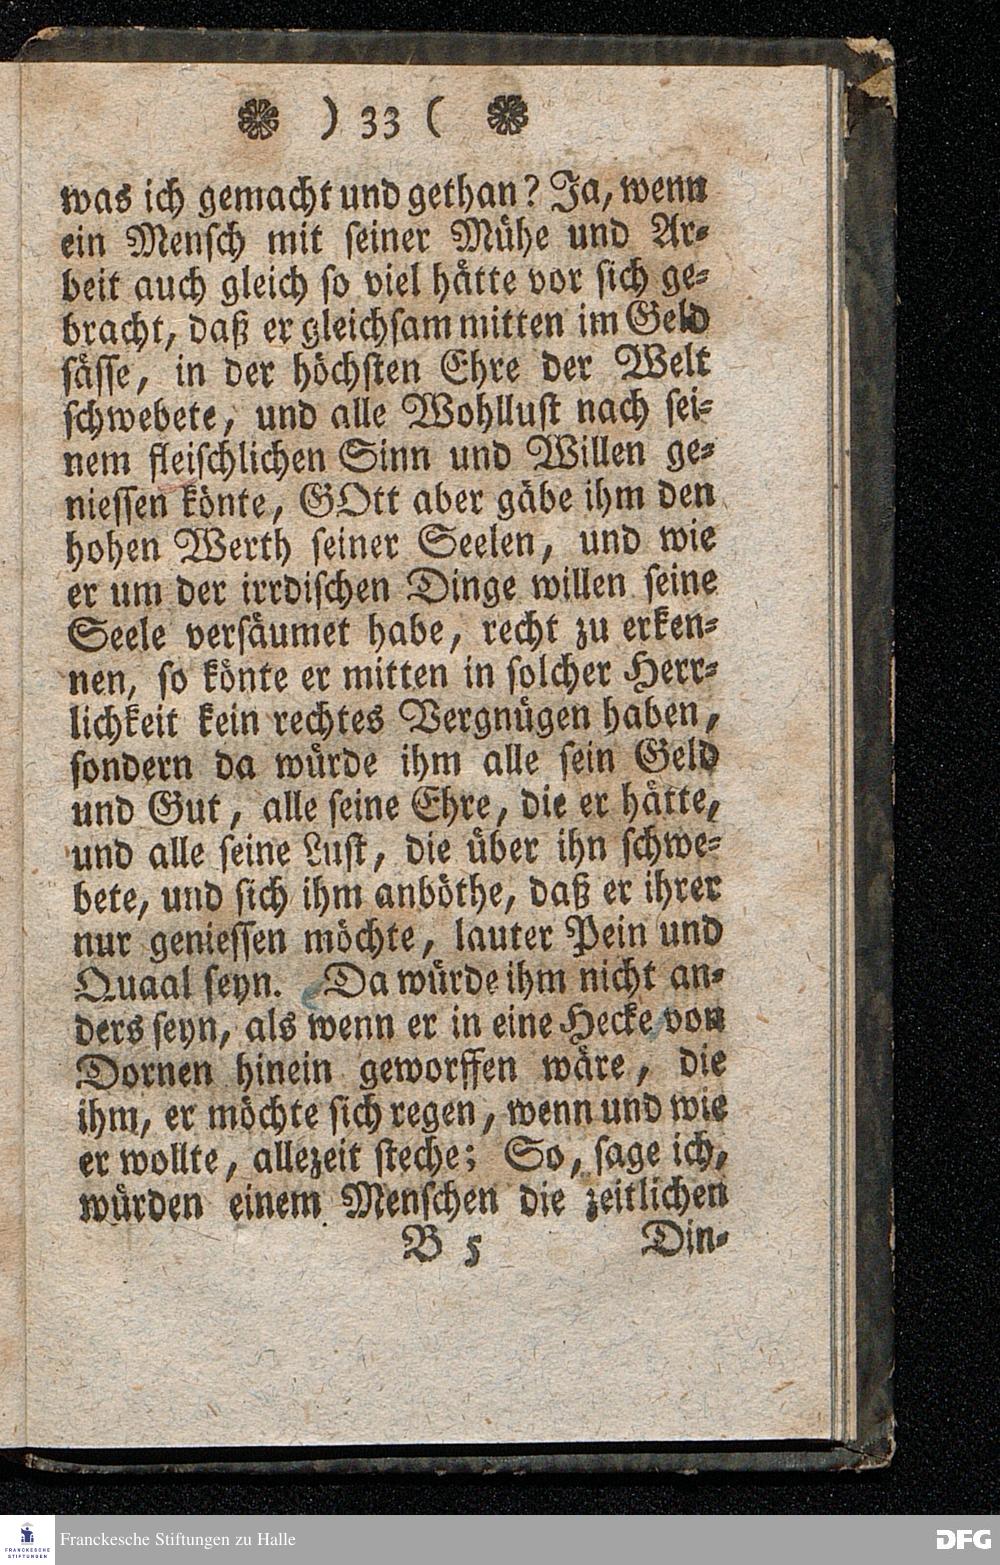 ) 33 (
was ich gemacht und gethan? Ja, wenn
ein Mensch mit seiner Mühe und Ar-
beit auch gleich so viel hätte vor sich ge-
bracht, daß er gleichsam mitten im Geld
sässe, in der höchsten Ehre der Welt
schwebete, und alle Wohllust nach sei-
nem fleischlichen Sinn und Willen ge-
niessen könte, GOtt aber gäbe ihm den
hohen Werth seiner Seelen, und wie
er um der irrdischen Dinge willen seine
Seele versäumet habe, recht zu erken-
nen, so könte er mitten in solcher Herr-
lichkeit kein rechtes Vergnügen haben,
sondern da würde ihm alle sein Geld
und Gut, alle seine Ehre, die er hätte,
und alle seine Lust, die über ihn schwe-
bete, und sich ihm anböthe, daß er ihrer
nur geniessen möchte, lauter Pein und
Quaal seyn. Da würde ihm nicht an-
ders seyn, als wenn er in eine Hecke von
Dornen hinein geworffen wäre, die
ihm, er möchte sich regen, wenn und wie
er wollte, allezeit steche; So, sage ich,
würden einem Menschen die zeitlichen
B 5 Din-
FRANCKESCHE STIFTUNGEN
Franckesche Stiftungen zu Halle
DFG